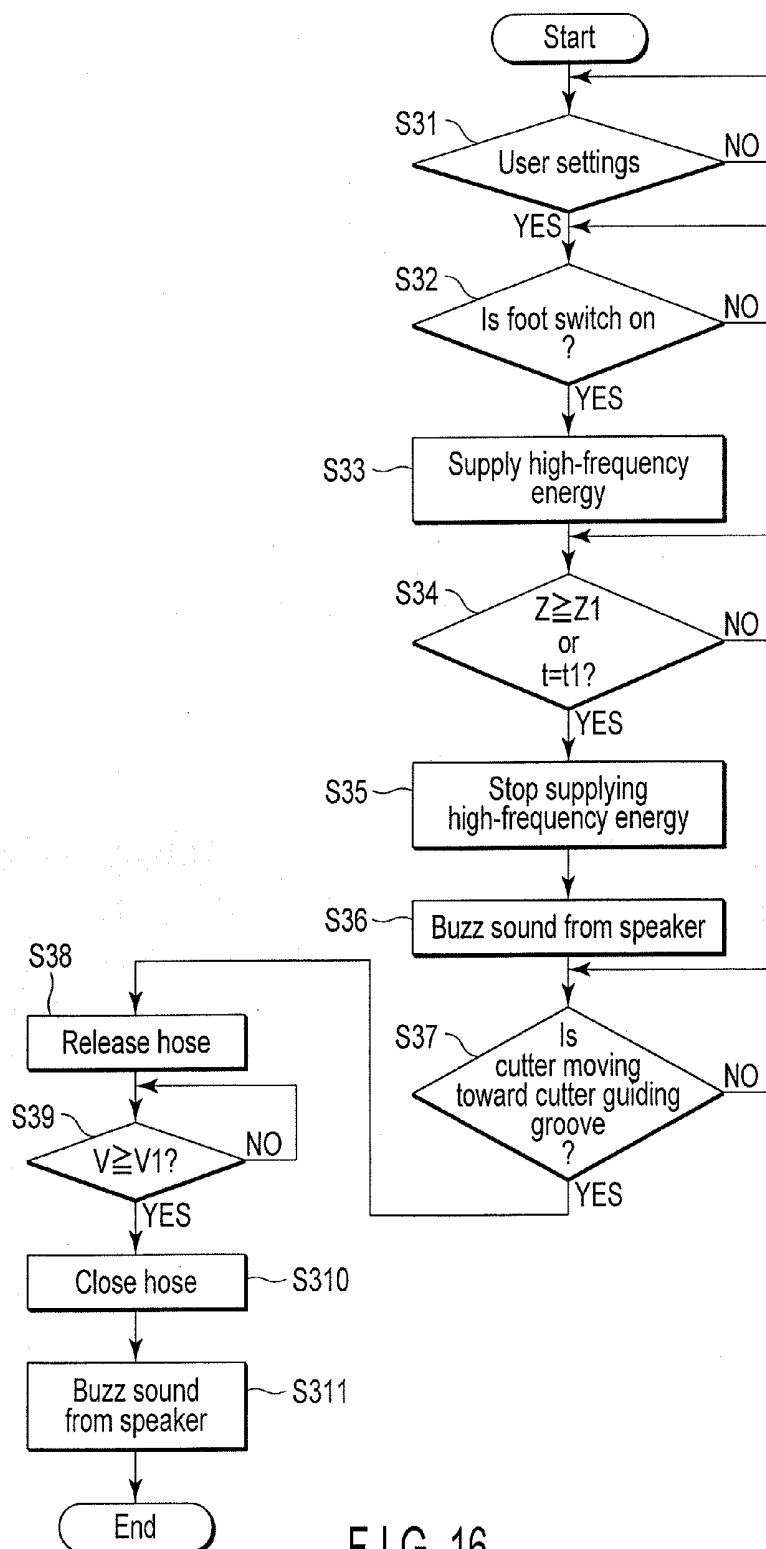 Start
S31
User settings
NO
YES
S32
Is foot switch on
?
NO
YES
S33
Supply high-frequency
energy
S34
Z≧Z1
or
t=t1?
NO
YES
S35
Stop supplying
high-frequency energy
S36
Buzz sound from speaker
S37
Is
cutter moving
toward cutter guiding
groove
?
NO
YES
S38
Release hose
S39
V≧V1?
NO
YES
Close hose
S310
Buzz sound
from speaker
S311
End
FIG. 16